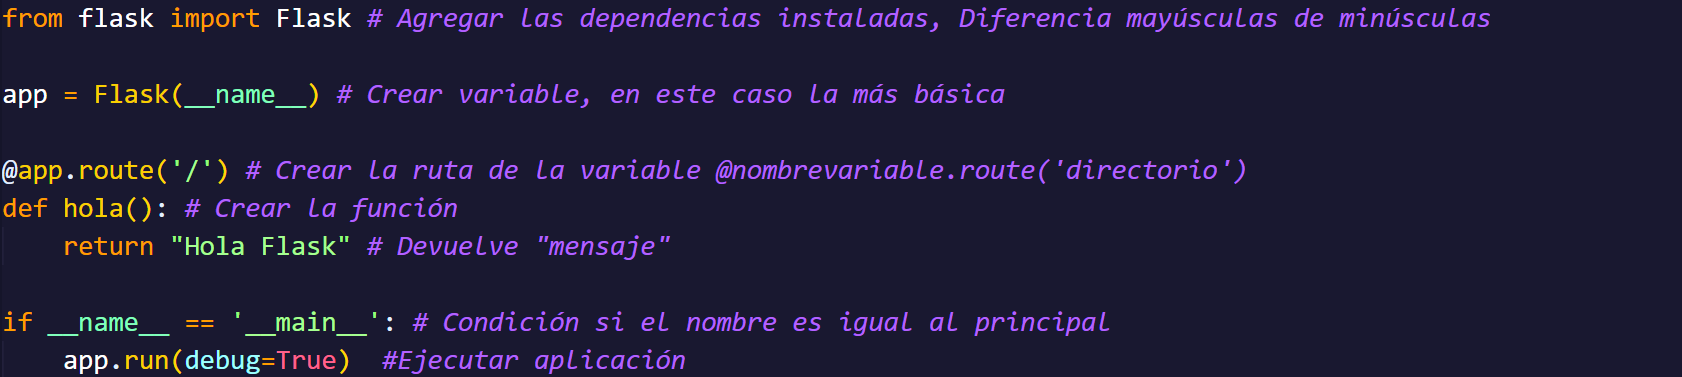 from flask import Flask # Agregar las dependencias instaladas, Diferencia mayúsculas de minúsculas
app = Flask(__name__) # Crear variable, en este caso la más básica
@app.route('/') # Crear la ruta de la variable @nombrevariable.route('directorio')
def hola(): # Crear la función
    return "Hola Flask" # Devuelve "mensaje"
if __name__ == '__main__': # Condición si el nombre es igual al principal
    app.run(debug=True)  #Ejecutar aplicación